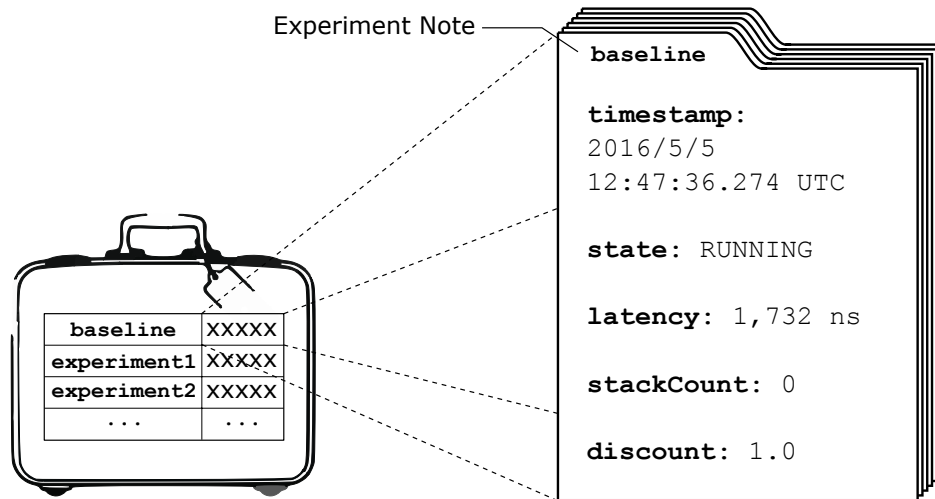 Experiment Note
baseline
timestamp:
2016/5/5
12:47:36.274 UTC
state: RUNNING
latency: 1,732 ns
stackCount: 0
discount: 1.0
baseline XXXXX
experiment1 XXXXX
experiment2 XXXXX
... ...